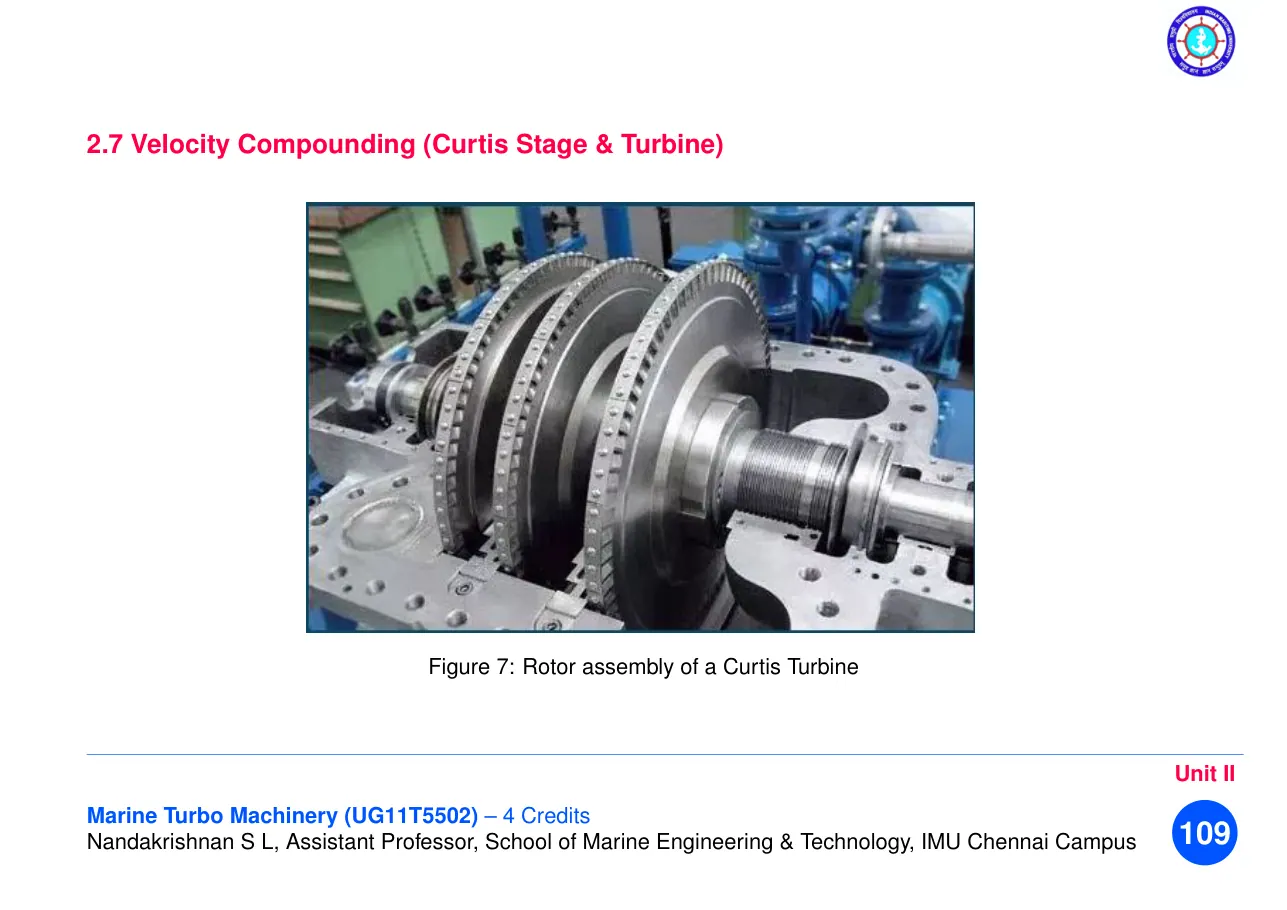 2.7 Velocity Compounding (Curtis Stage & Turbine)
Figure 7: Rotor assembly of a Curtis Turbine
Unit II
Marine Turbo Machinery (UG11T5502) – 4 Credits
Nandakrishnan S L, Assistant Professor, School of Marine Engineering & Technology, IMU Chennai Campus
109